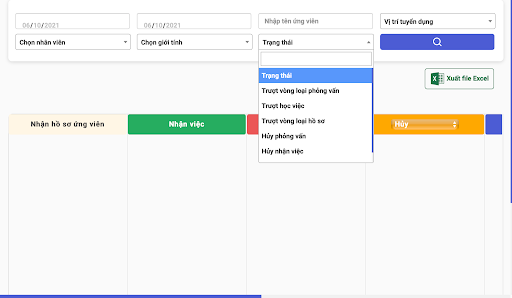 06/10/2021
06/10/2021
Nhập tên ứng viên
Vị trí tuyển dụng
Chọn nhân viên
Chọn giới tính
Trạng thái
Trạng thái
Trượt vòng loại phỏng vấn
Trượt học việc
Trượt vòng loại hồ sơ
Hủy phỏng vấn
Hủy nhận việc
Xuất file Excel
Nhận hồ sơ ứng viên
Nhận việc
Hủy